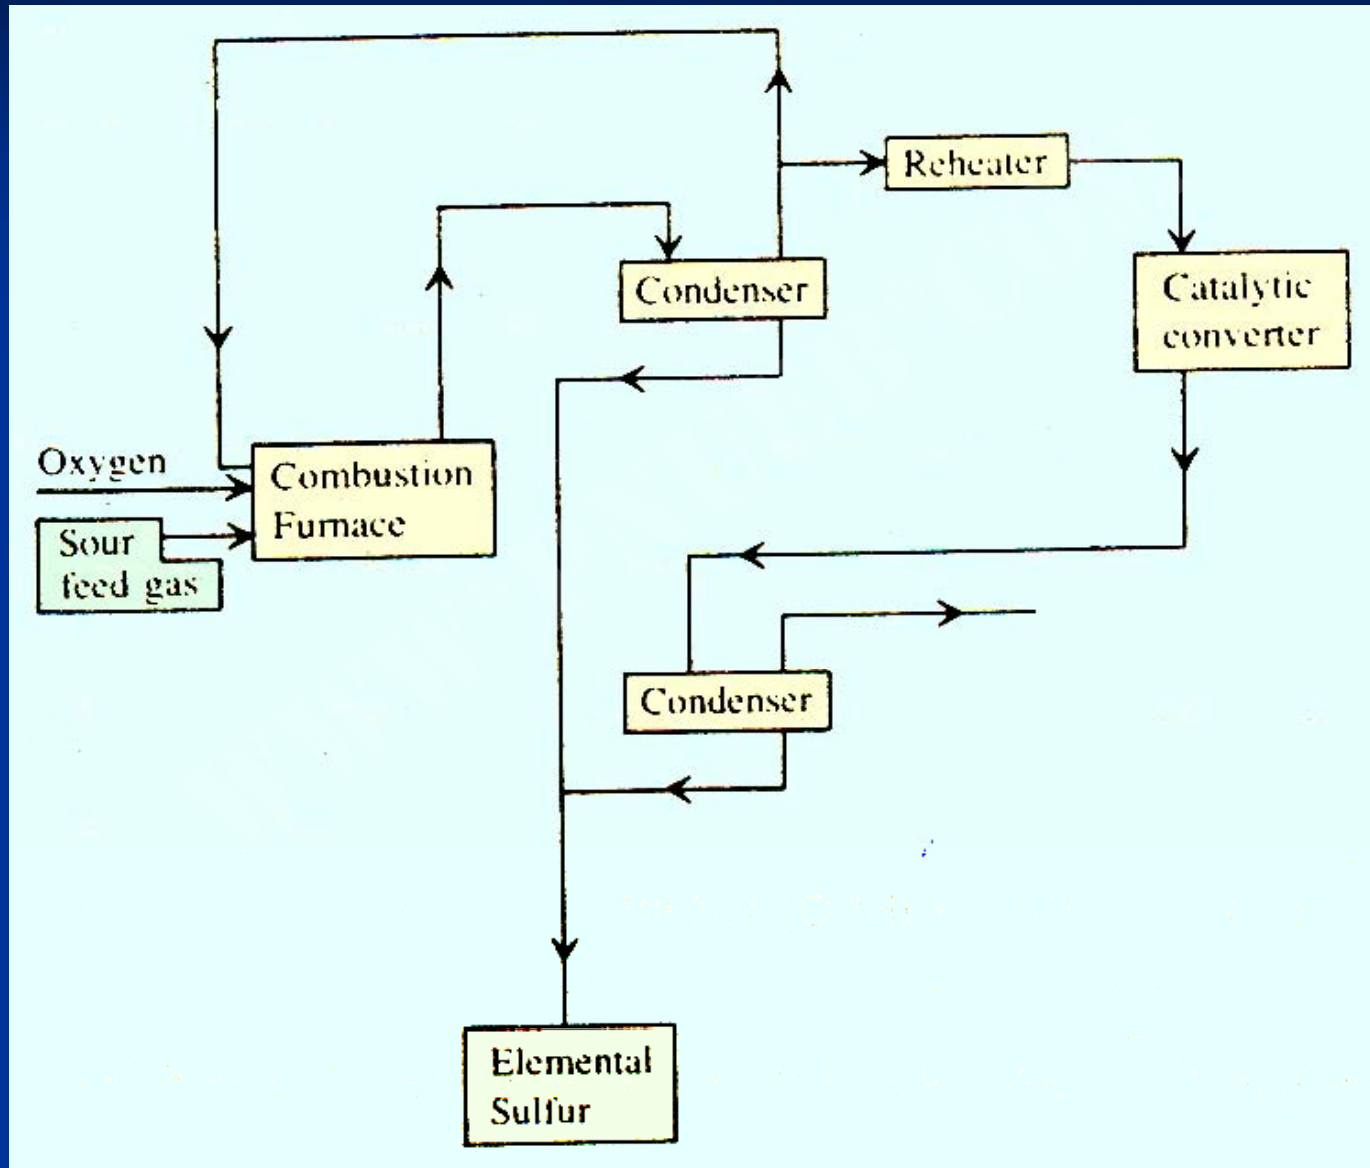 Reheater
Condenser
Catalytic
converter
Oxygen
Combustion
Furnace
Sour
feed gas
Condenser
Elemental
Sulfur